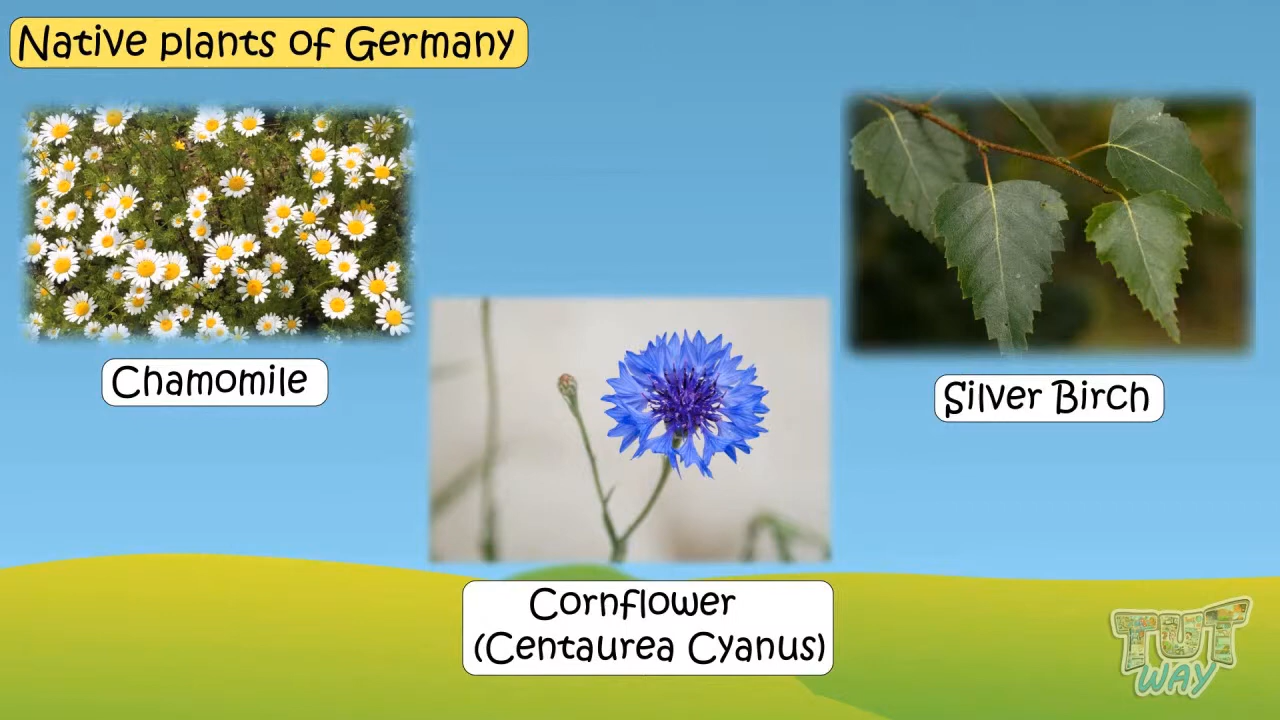 Native plants of Germany
Chamomile
Silver Birch
Cornflower
(Centaurea Cyanus)
TUT
WAY